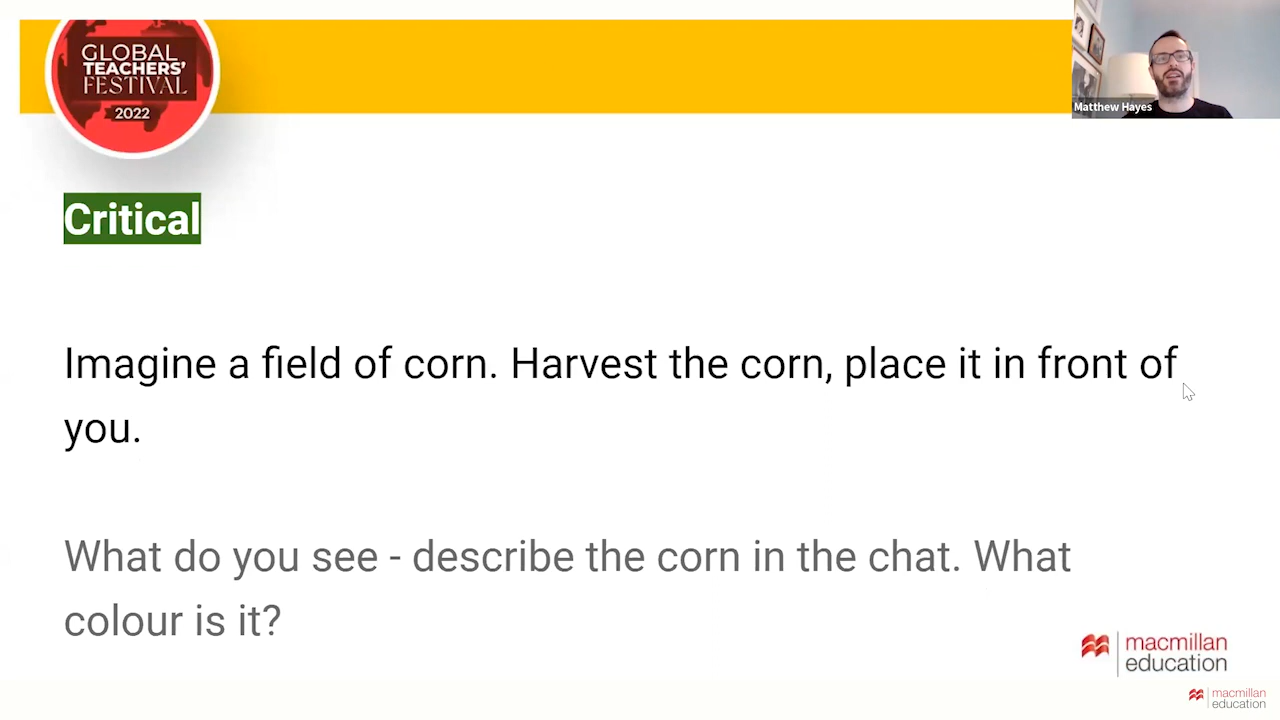 GLOBAL
TEACHERS'
FESTIVAL
2022
Matthew Hayes
Critical
Imagine a field of corn. Harvest the corn, place it in front of
you.
What do you see - describe the corn in the chat. What
colour is it?
macmillan
education
macmillan
education